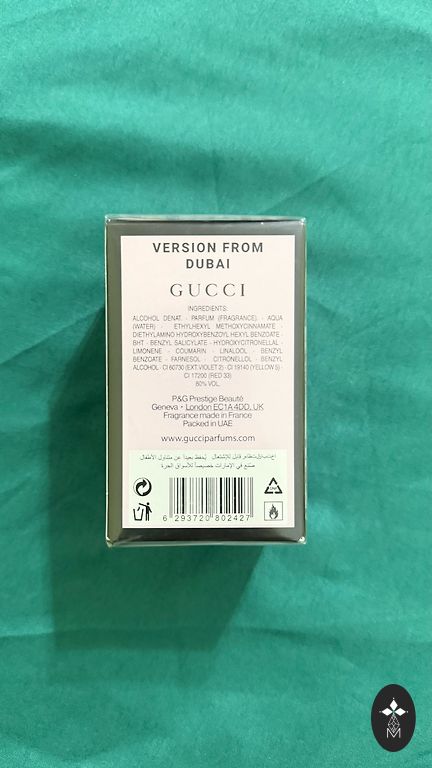 VERSION FROM
DUBAI
GUCCI
INGREDIENTS:
ALCOHOL DENAT. · PARFUM (FRAGRANCE) · AQUA
(WATER) · ETHYLHEXYL METHOXYCINNAMATE ·
DIETHYLAMINO HYDROXYBENZOYL HEXYL BENZOATE ·
BHT · BENZYL SALICYLATE · HYDROXYCITRONELLAL ·
LIMONENE · COUMARIN · LINALOOL · BENZYL
BENZOATE · FARNESOL · CITRONELLOL · BENZYL
ALCOHOL · CI 60730 (EXT. VIOLET 2) · CI 19140 (YELLOW 5) ·
CI 17200 (RED 33)
80% VOL.
P&G Prestige Beauté
Geneva • London EC1A 4DD, UK
Fragrance made in France
Packed in UAE
www.gucciparfums.com
قابل للإشتعال يُحفظ بعيداً عن متناول الأطفال
صنع في الإمارات خصيصاً للأسواق الحرة
6 293720 802427
M